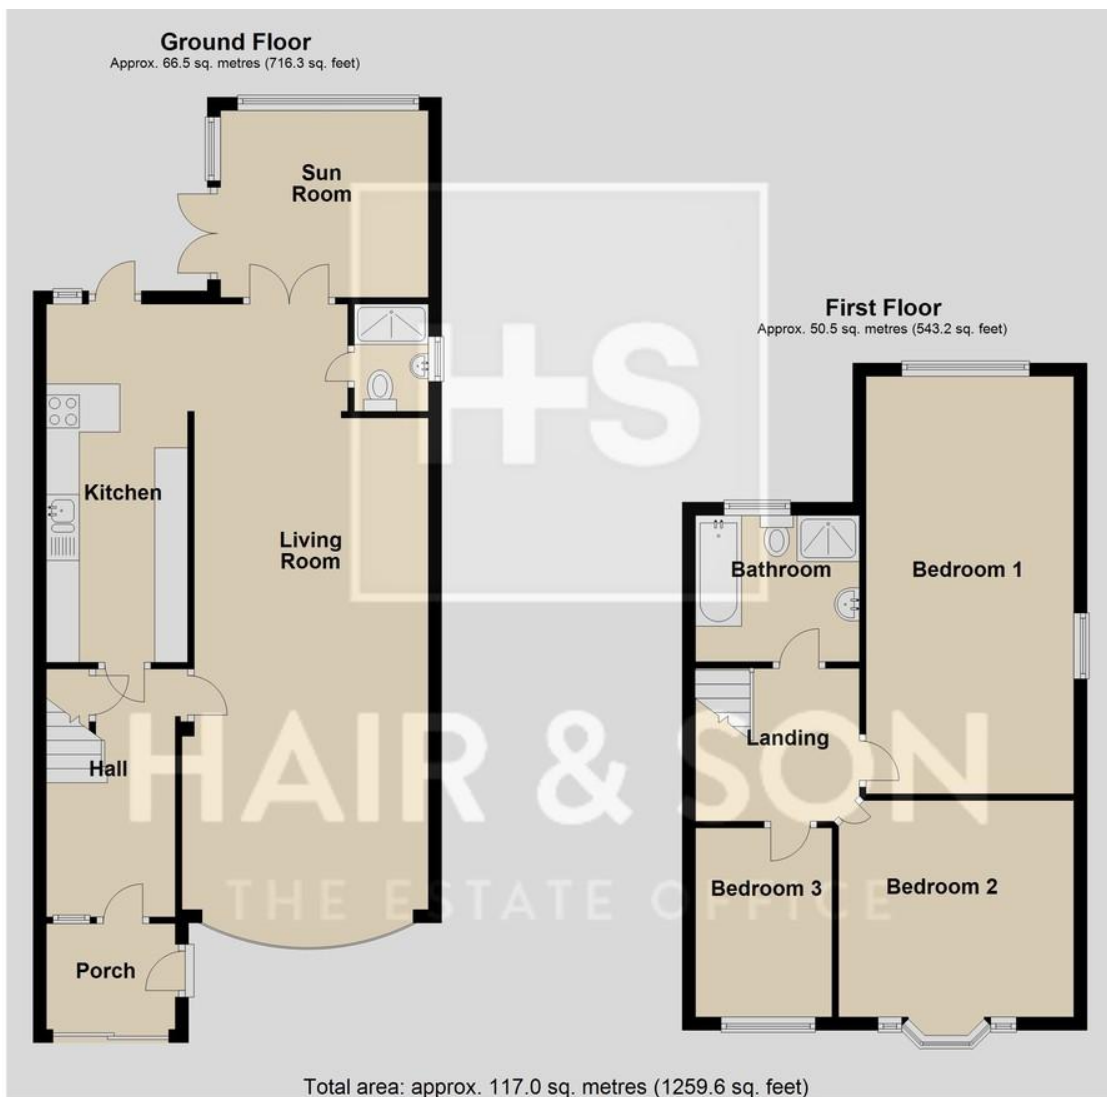 Ground Floor
Approx. 66.5 sq. metres (716.3 sq. feet)
Sun
Room
First Floor
Approx. 50.5 sq. metres (543.2 sq. feet)
HS
Kitchen
Living
Room
Bathroom
Bedroom 1
Landing
Hall
HAIR & SON
THE ESTATE OFFICE
Bedroom 3
Bedroom 2
Porch
Total area: approx. 117.0 sq. metres (1259.6 sq. feet)